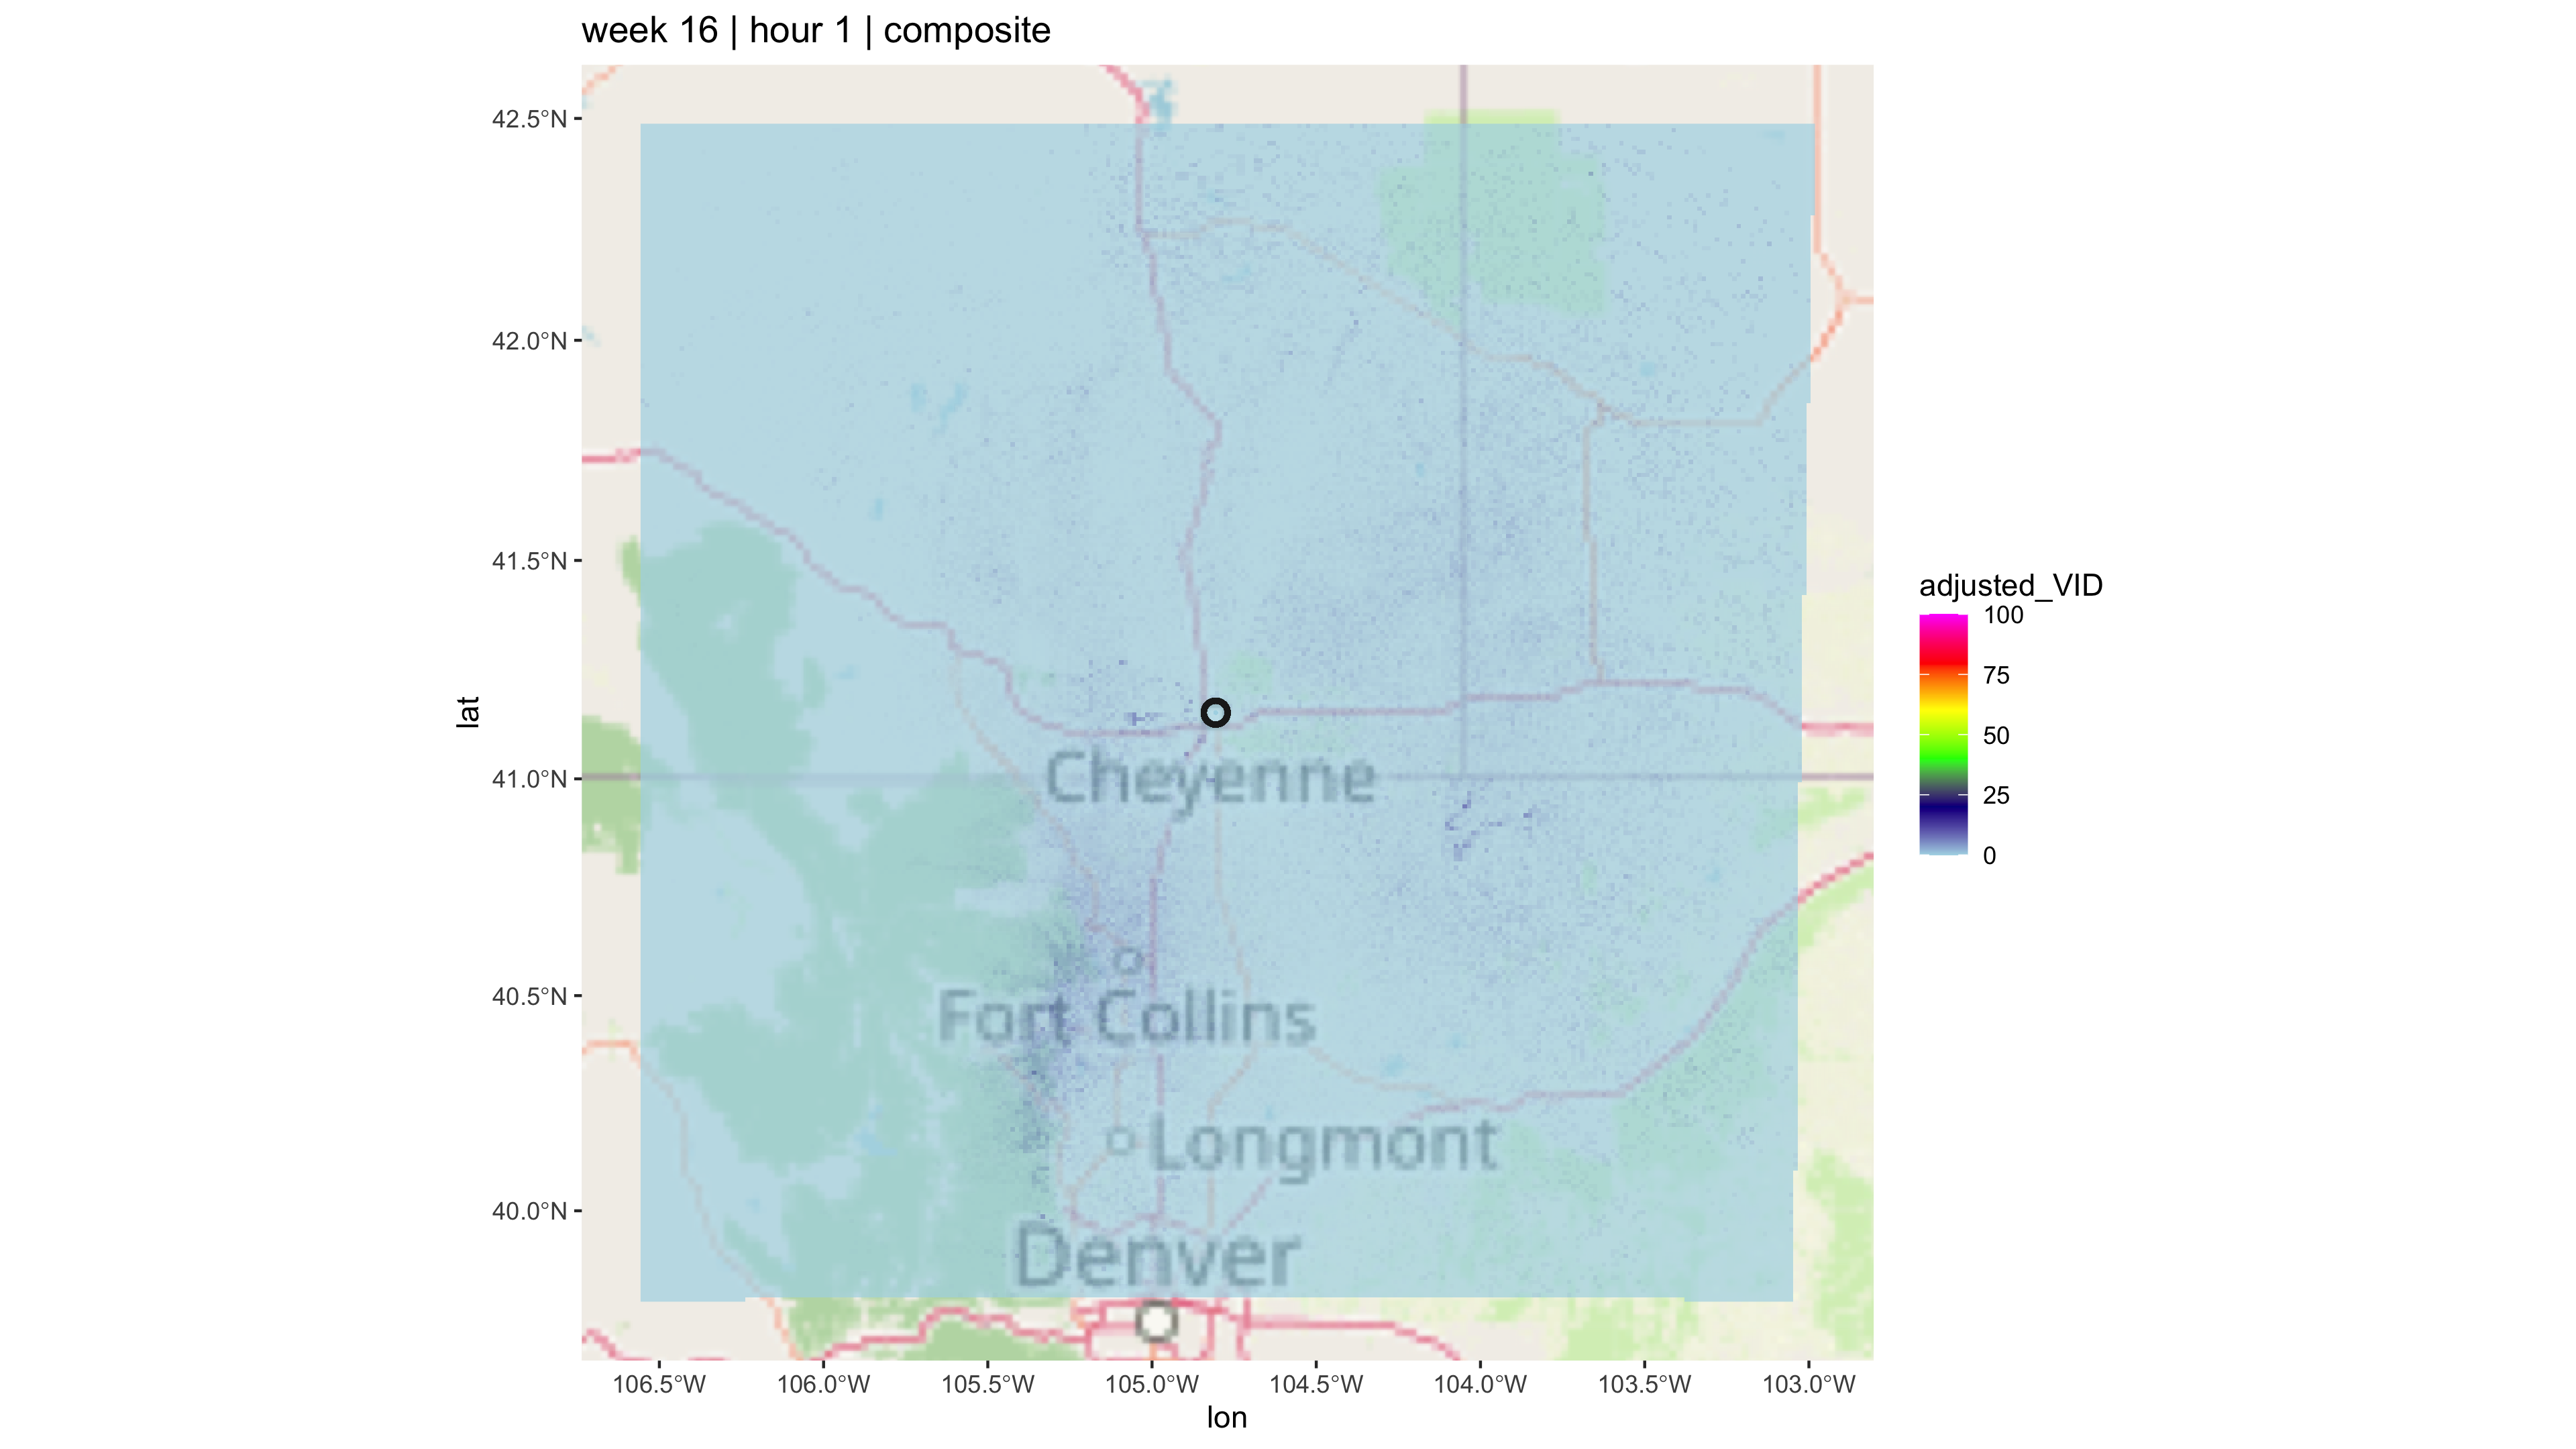 week 16 | hour 1 | composite
42.5°N
42.0°N
41.5°N
41.0°N
40.5°N
40.0°N
lat
Cheyenne
Fort Collins
Longmont
Denver
106.5°W 106.0°W 105.5°W 105.0°W 104.5°W 104.0°W 103.5°W 103.0°W
lon
adjusted_VID
100
75
50
25
0